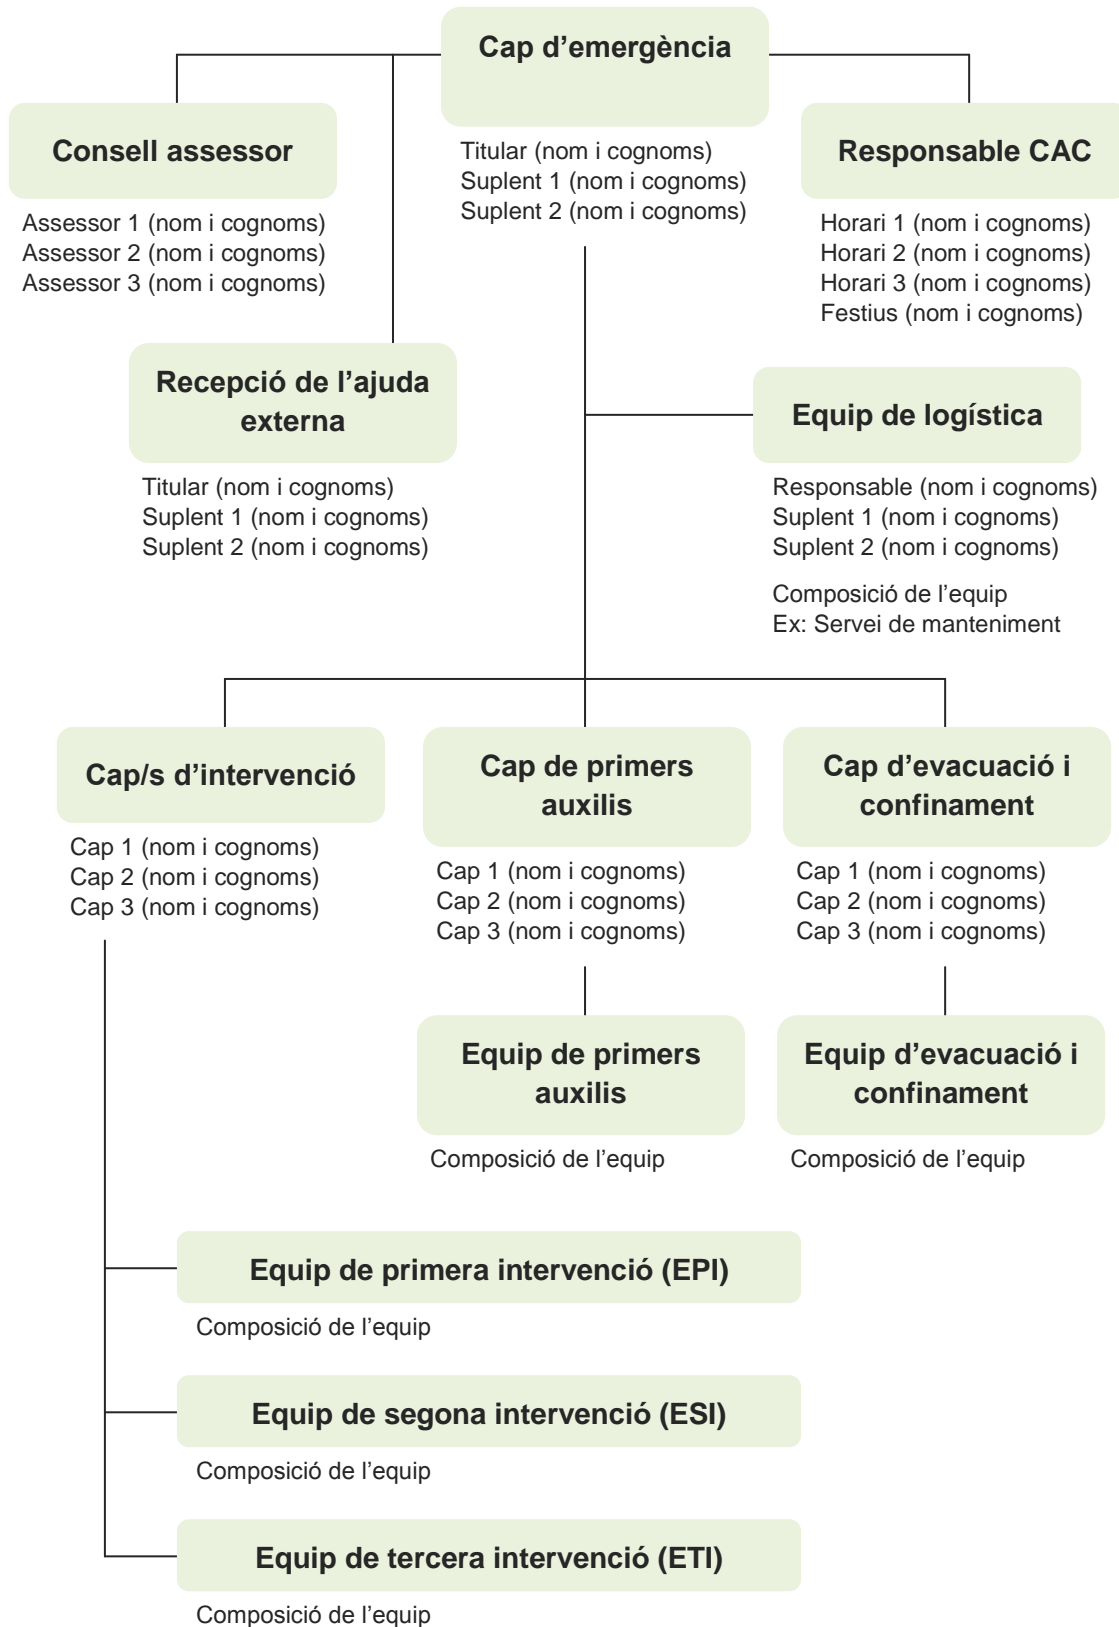 Cap d’emergència
Titular (nom i cognoms)
Suplent 1 (nom i cognoms)
Suplent 2 (nom i cognoms)
Consell assessor
Assessor 1 (nom i cognoms)
Assessor 2 (nom i cognoms)
Assessor 3 (nom i cognoms)
Responsable CAC
Horari 1 (nom i cognoms)
Horari 2 (nom i cognoms)
Horari 3 (nom i cognoms)
Festius (nom i cognoms)
Recepció de l’ajuda
externa
Titular (nom i cognoms)
Suplent 1 (nom i cognoms)
Suplent 2 (nom i cognoms)
Equip de logística
Responsable (nom i cognoms)
Suplent 1 (nom i cognoms)
Suplent 2 (nom i cognoms)
Composició de l’equip
Ex: Servei de manteniment
Cap/s d’intervenció
Cap 1 (nom i cognoms)
Cap 2 (nom i cognoms)
Cap 3 (nom i cognoms)
Cap de primers
auxilis
Cap 1 (nom i cognoms)
Cap 2 (nom i cognoms)
Cap 3 (nom i cognoms)
Cap d’evacuació i
confinament
Cap 1 (nom i cognoms)
Cap 2 (nom i cognoms)
Cap 3 (nom i cognoms)
Equip de primers
auxilis
Composició de l’equip
Equip d’evacuació i
confinament
Composició de l’equip
Equip de primera intervenció (EPI)
Composició de l’equip
Equip de segona intervenció (ESI)
Composició de l’equip
Equip de tercera intervenció (ETI)
Composició de l’equip